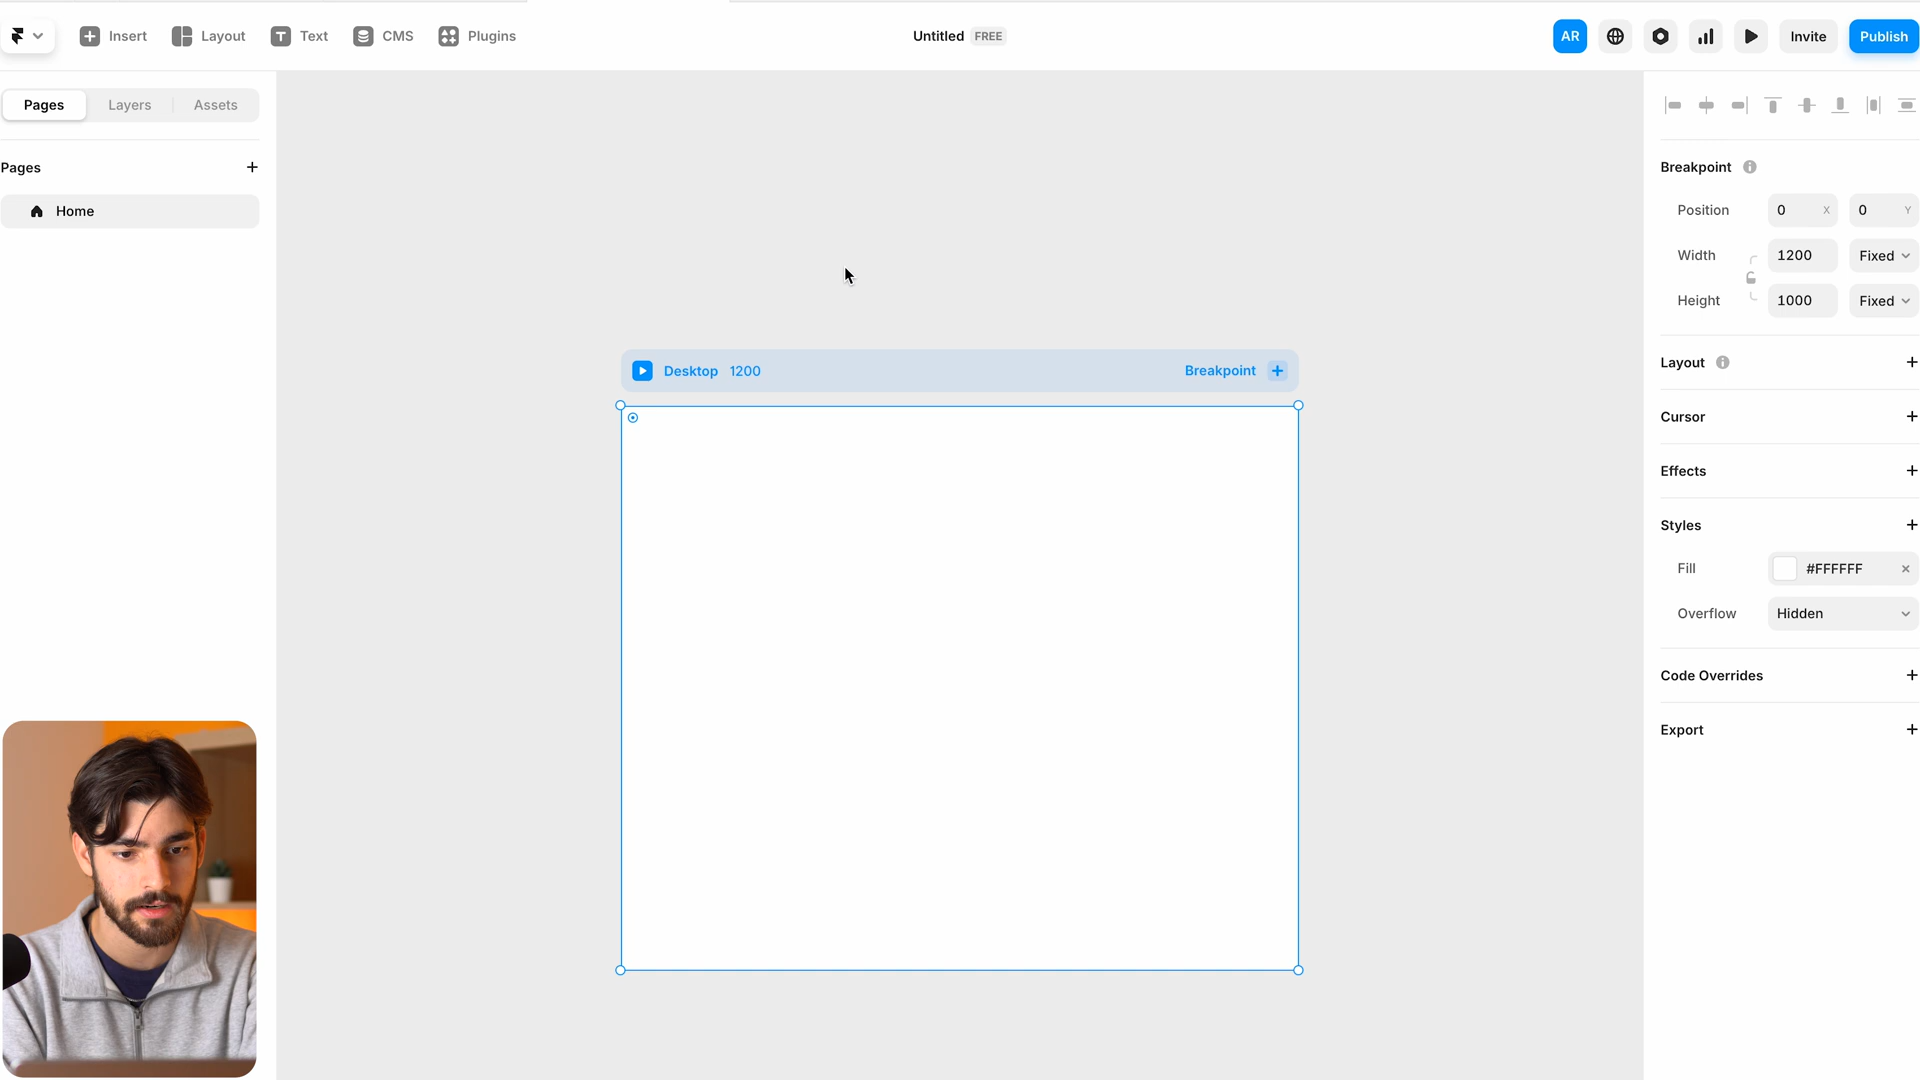 Insert
Layout
Text
CMS
Plugins
Untitled FREE
AR
Invite
Publish
Pages
Layers
Assets
Pages
Home
Desktop 1200
Breakpoint
Breakpoint
Position 0 X 0 Y
Width 1200 Fixed
Height 1000 Fixed
Layout
Cursor
Effects
Styles
Fill #FFFFFF
Overflow Hidden
Code Overrides
Export